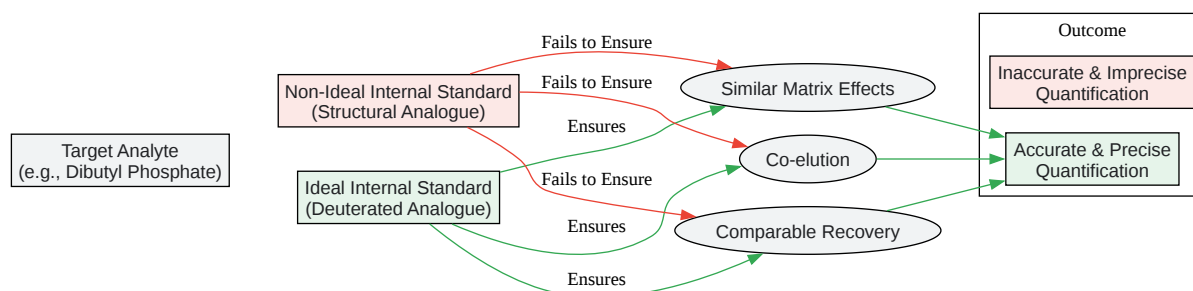 Target Analyte
(e.g., Dibutyl Phosphate)
Non-Ideal Internal Standard
(Structural Analogue)
Ideal Internal Standard
(Deuterated Analogue)
Fails to Ensure
Fails to Ensure
Ensures
Fails to Ensure
Ensures
Ensures
Similar Matrix Effects
Co-elution
Comparable Recovery
Outcome
Inaccurate & Imprecise
Quantification
Accurate & Precise
Quantification